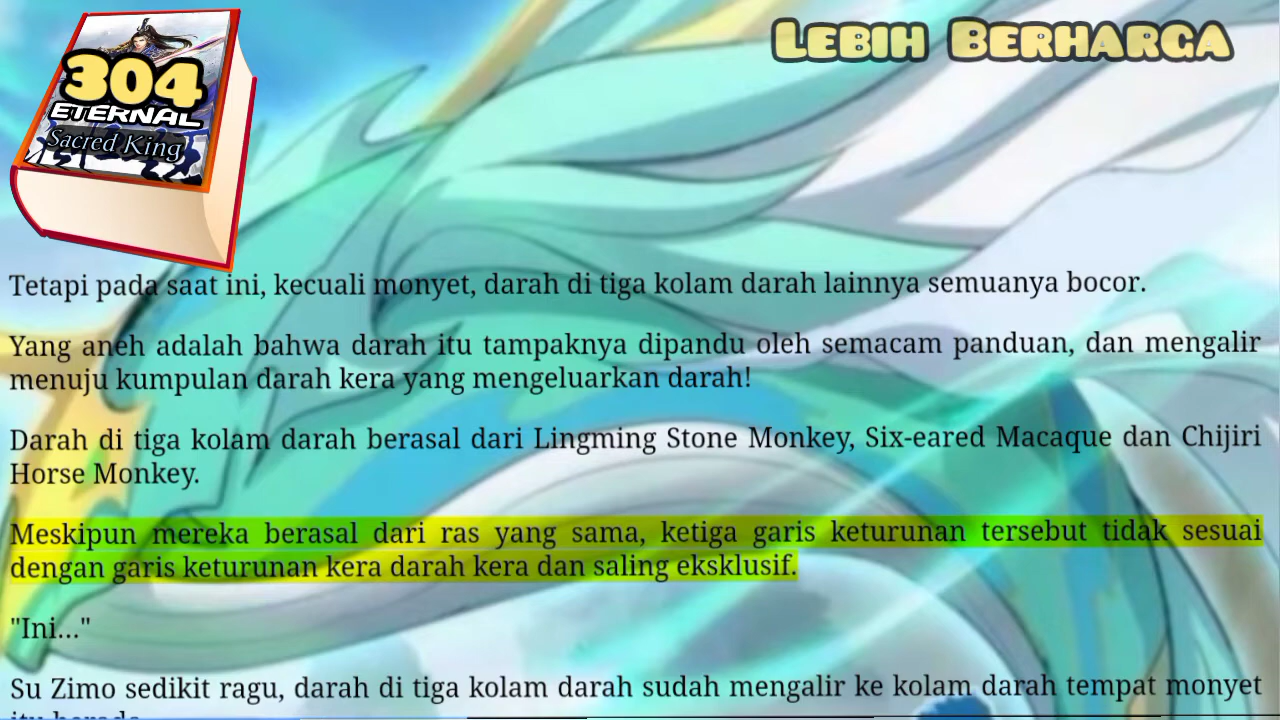 304
ETERNAL
Sacred King
LEBIH BERHARGA
Tetapi pada saat ini, kecuali monyet, darah di tiga kolam darah lainnya semuanya bocor.
Yang aneh adalah bahwa darah itu tampaknya dipandu oleh semacam panduan, dan mengalir
menuju kumpulan darah kera yang mengeluarkan darah!
Darah di tiga kolam darah berasal dari Lingming Stone Monkey, Six-eared Macaque dan Chijiri
Horse Monkey.
Meskipun mereka berasal dari ras yang sama, ketiga garis keturunan tersebut tidak sesuai
dengan garis keturunan kera darah kera dan saling eksklusif.
"Ini..."
Su Zimo sedikit ragu, darah di tiga kolam darah sudah mengalir ke kolam darah tempat monyet